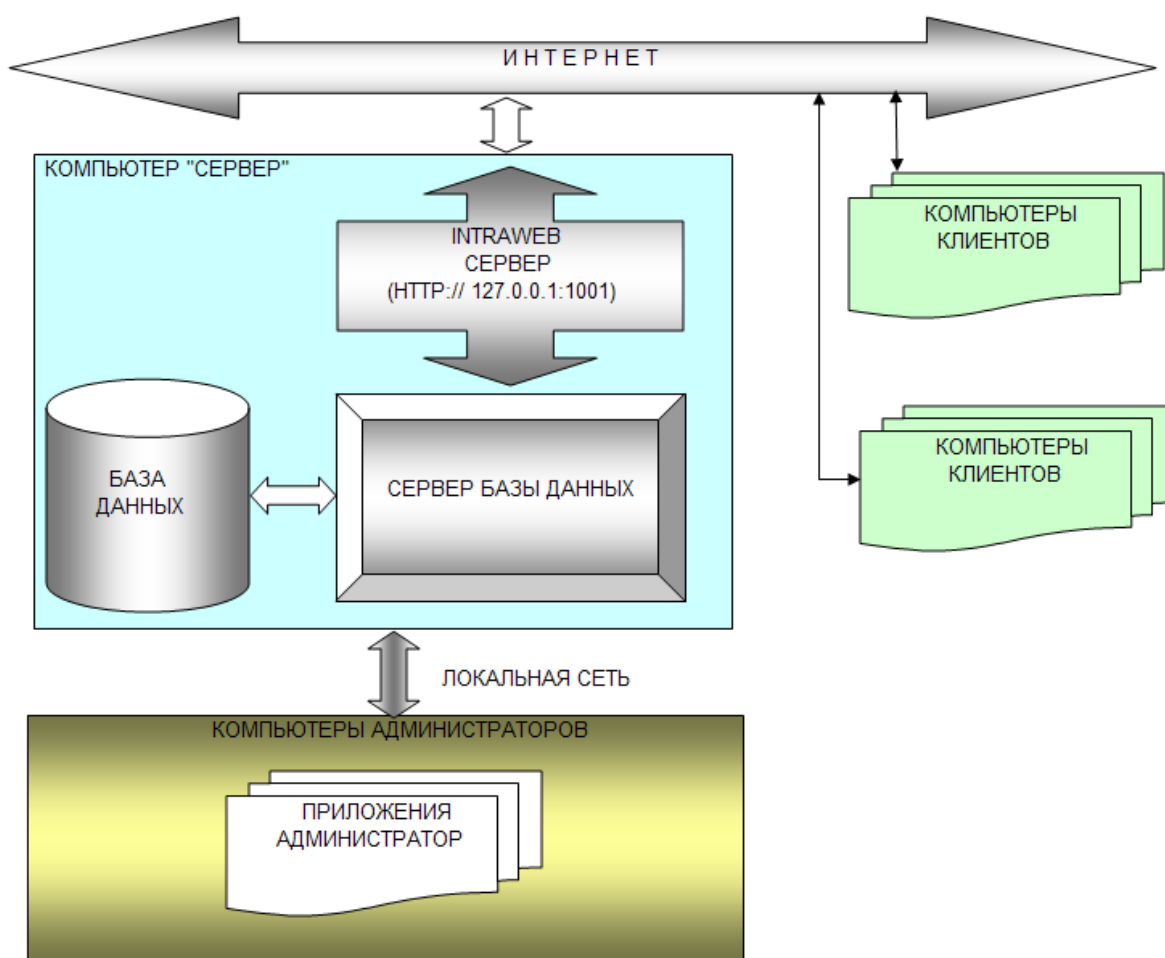 ИНТЕРНЕТ
КОМПЬЮТЕР "СЕРВЕР"
INTRAWEB
СЕРВЕР
(HTTP:// 127.0.0.1:1001)
БАЗА
ДАННЫХ
СЕРВЕР БАЗЫ ДАННЫХ
КОМПЬЮТЕРЫ
КЛИЕНТОВ
КОМПЬЮТЕРЫ
КЛИЕНТОВ
ЛОКАЛЬНАЯ СЕТЬ
КОМПЬЮТЕРЫ АДМИНИСТРАТОРОВ
ПРИЛОЖЕНИЯ
АДМИНИСТРАТОР